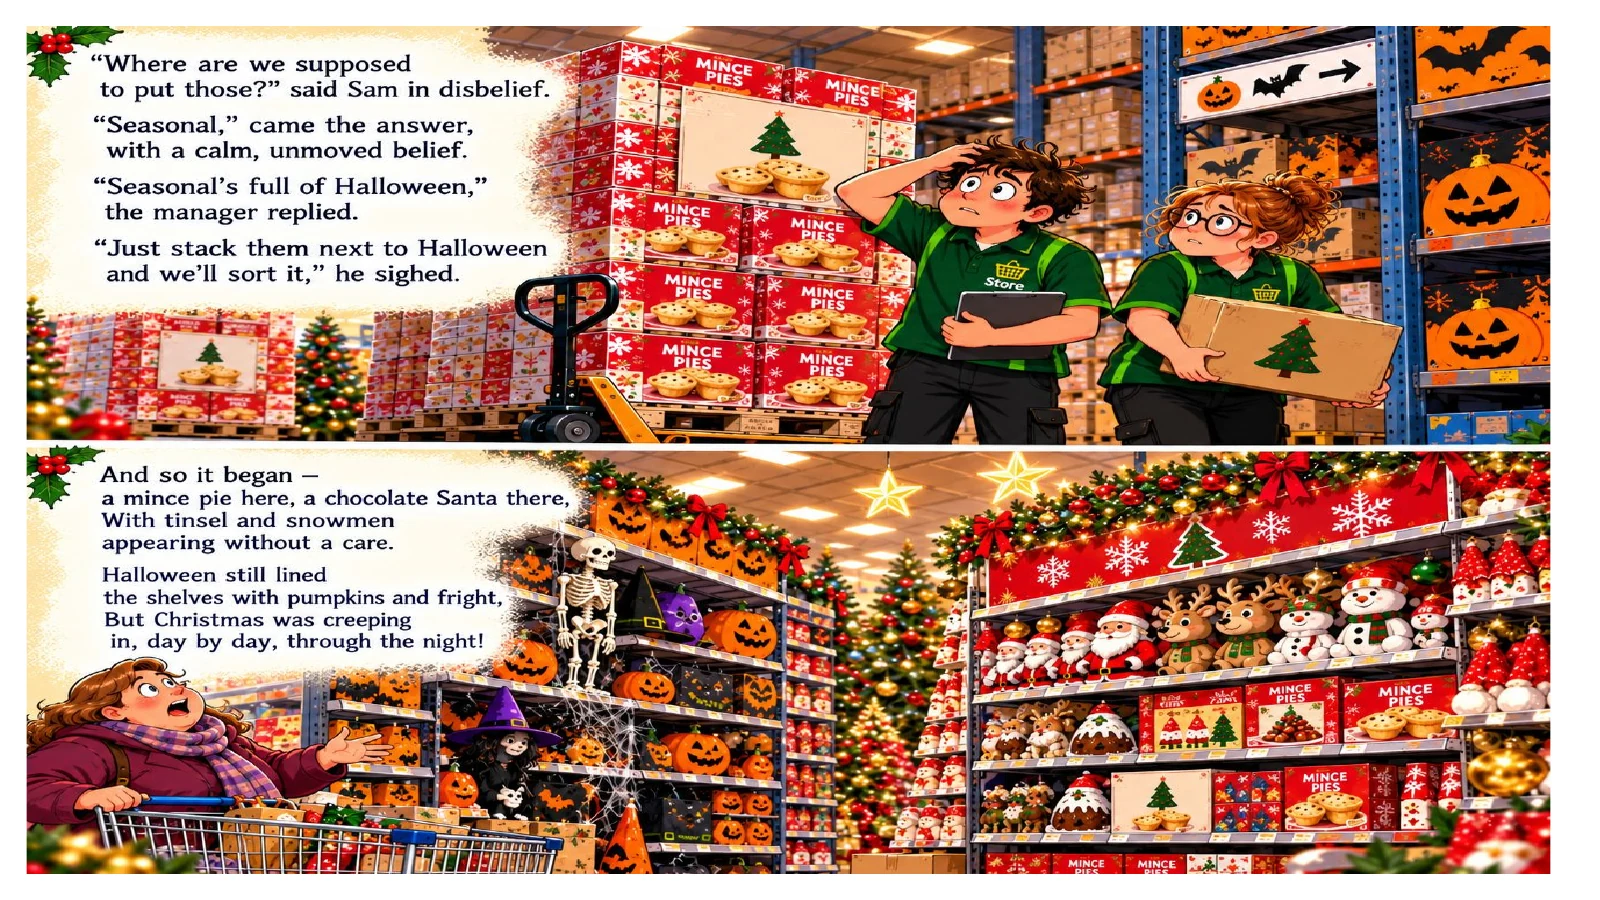 “Where are we supposed
to put those?” said Sam in disbelief.
“Seasonal,” came the answer,
with a calm, unmoved belief.
“Seasonal’s full of Halloween,”
the manager replied.
“Just stack them next to Halloween
and we’ll sort it,” he sighed.
MINCE
PIES
MINCE
PIES
MINCE
PIES
MINCE
PIES
MINCE
PIES
MINCE
PIES
MINCE
PIES
MINCE
PIES
Store
And so it began –
a mince pie here, a chocolate Santa there,
With tinsel and snowmen
appearing without a care.
Halloween still lined
the shelves with pumpkins and fright,
But Christmas was creeping
in, day by day, through the night!
MINCE
PIES
MINCE
PIES
MINCE
PIES
MINCE
PIES
MINCE
PIES